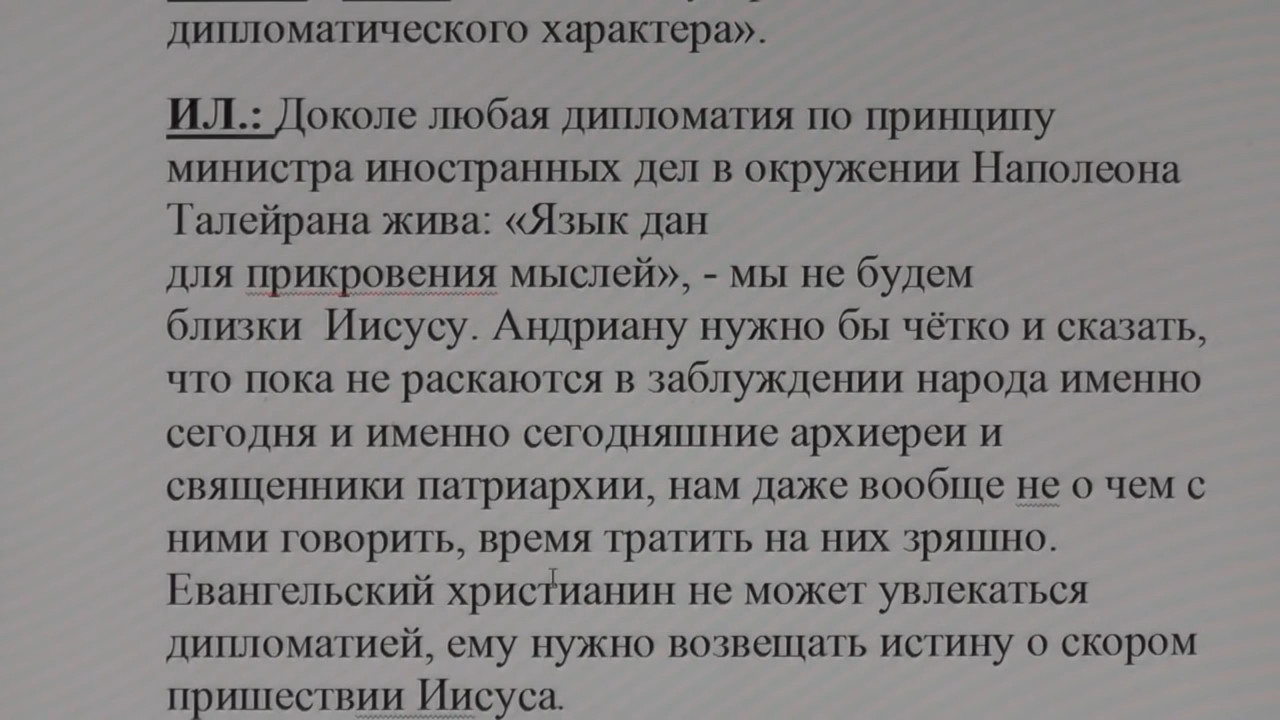 дипломатического характера».
ИЛ.: Доколе любая дипломатия по принципу
министра иностранных дел в окружении Наполеона
Талейрана жива: «Язык дан
для прикровения мыслей», - мы не будем
близки  Иисусу. Андриану нужно бы чётко и сказать,
что пока не раскаются в заблуждении народа именно
сегодня и именно сегодняшние архиереи и
священники патриархии, нам даже вообще не о чем с
ними говорить, время тратить на них зряшно.
Евангельский христианин не может увлекаться
дипломатией, ему нужно возвещать истину о скором
пришествии Иисуса.